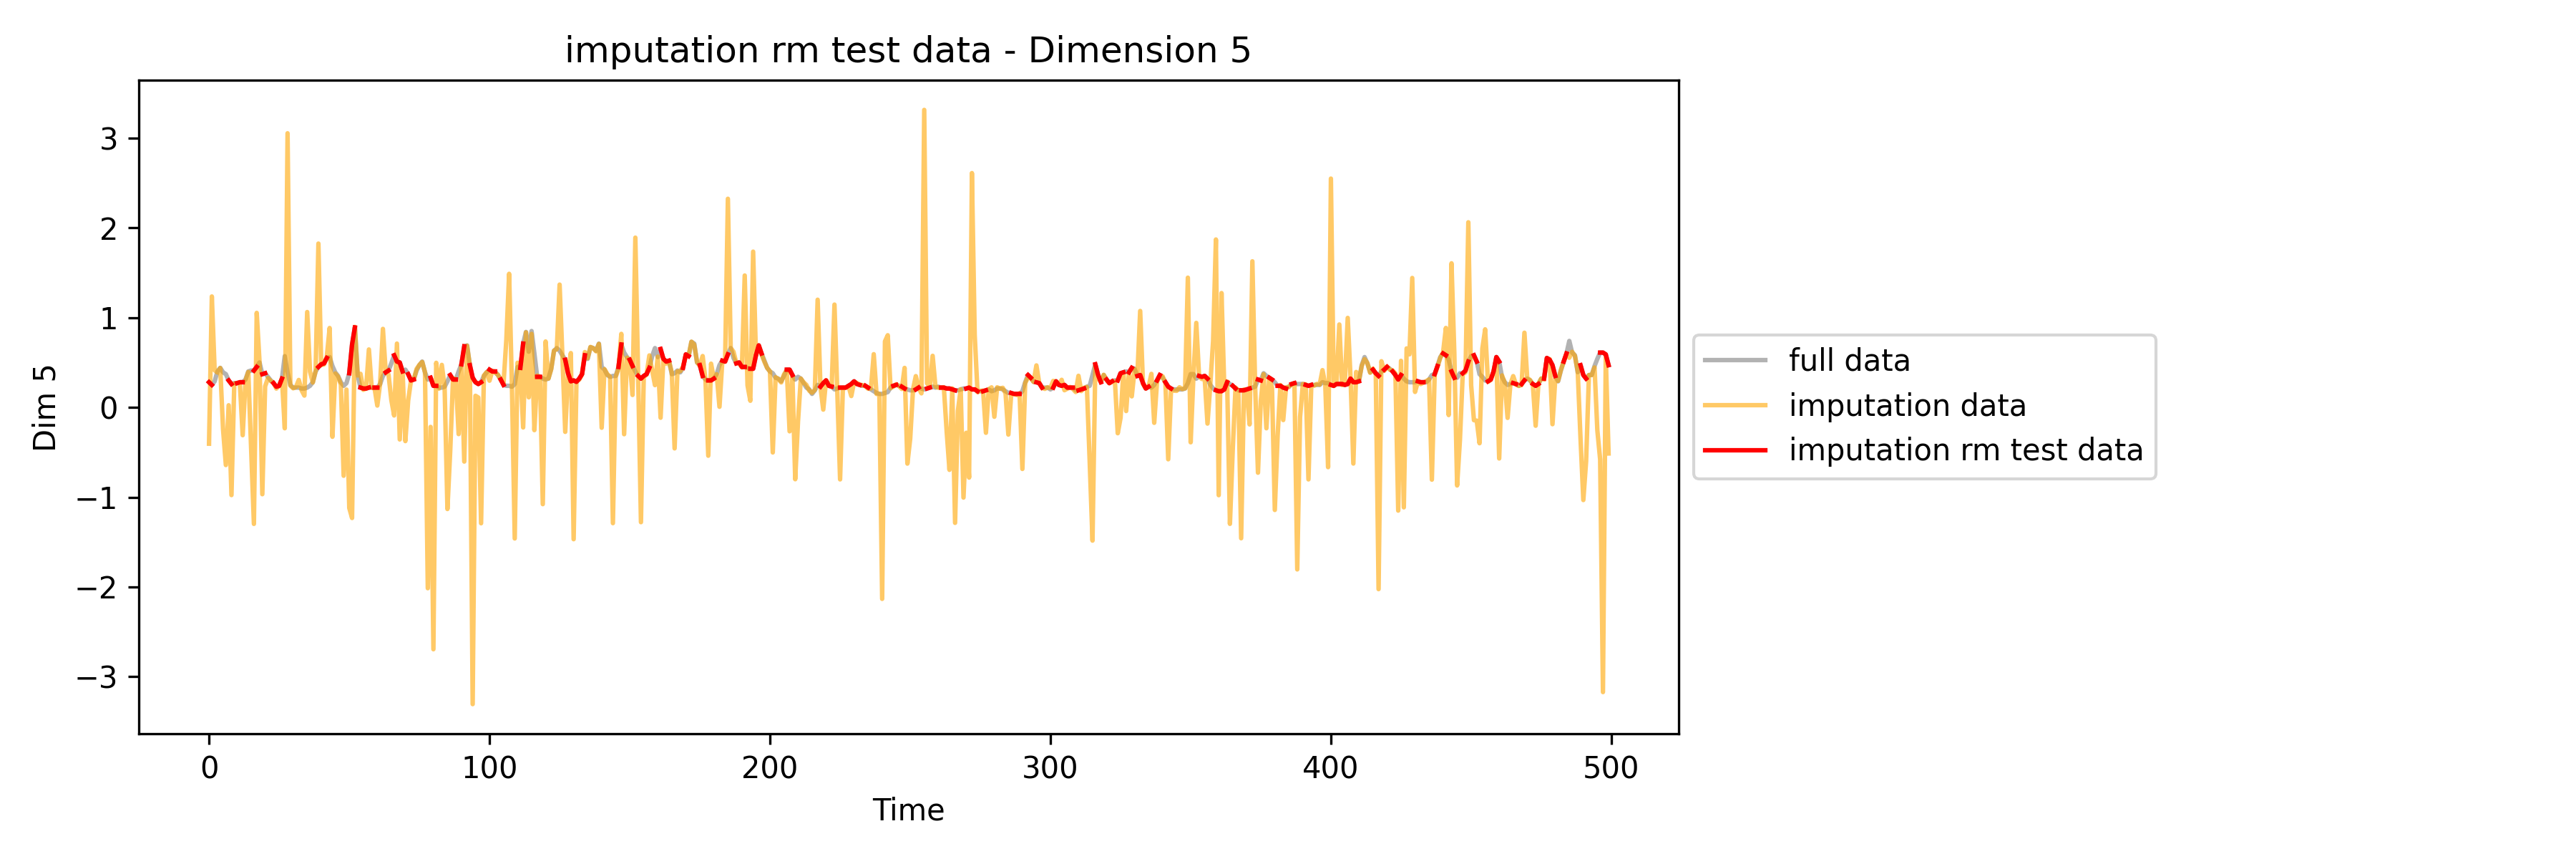 imputation rm test data - Dimension 5
3
2
1
0
−1
−2
−3
Dim 5
0 100 200 300 400 500
Time
full data
imputation data
imputation rm test data